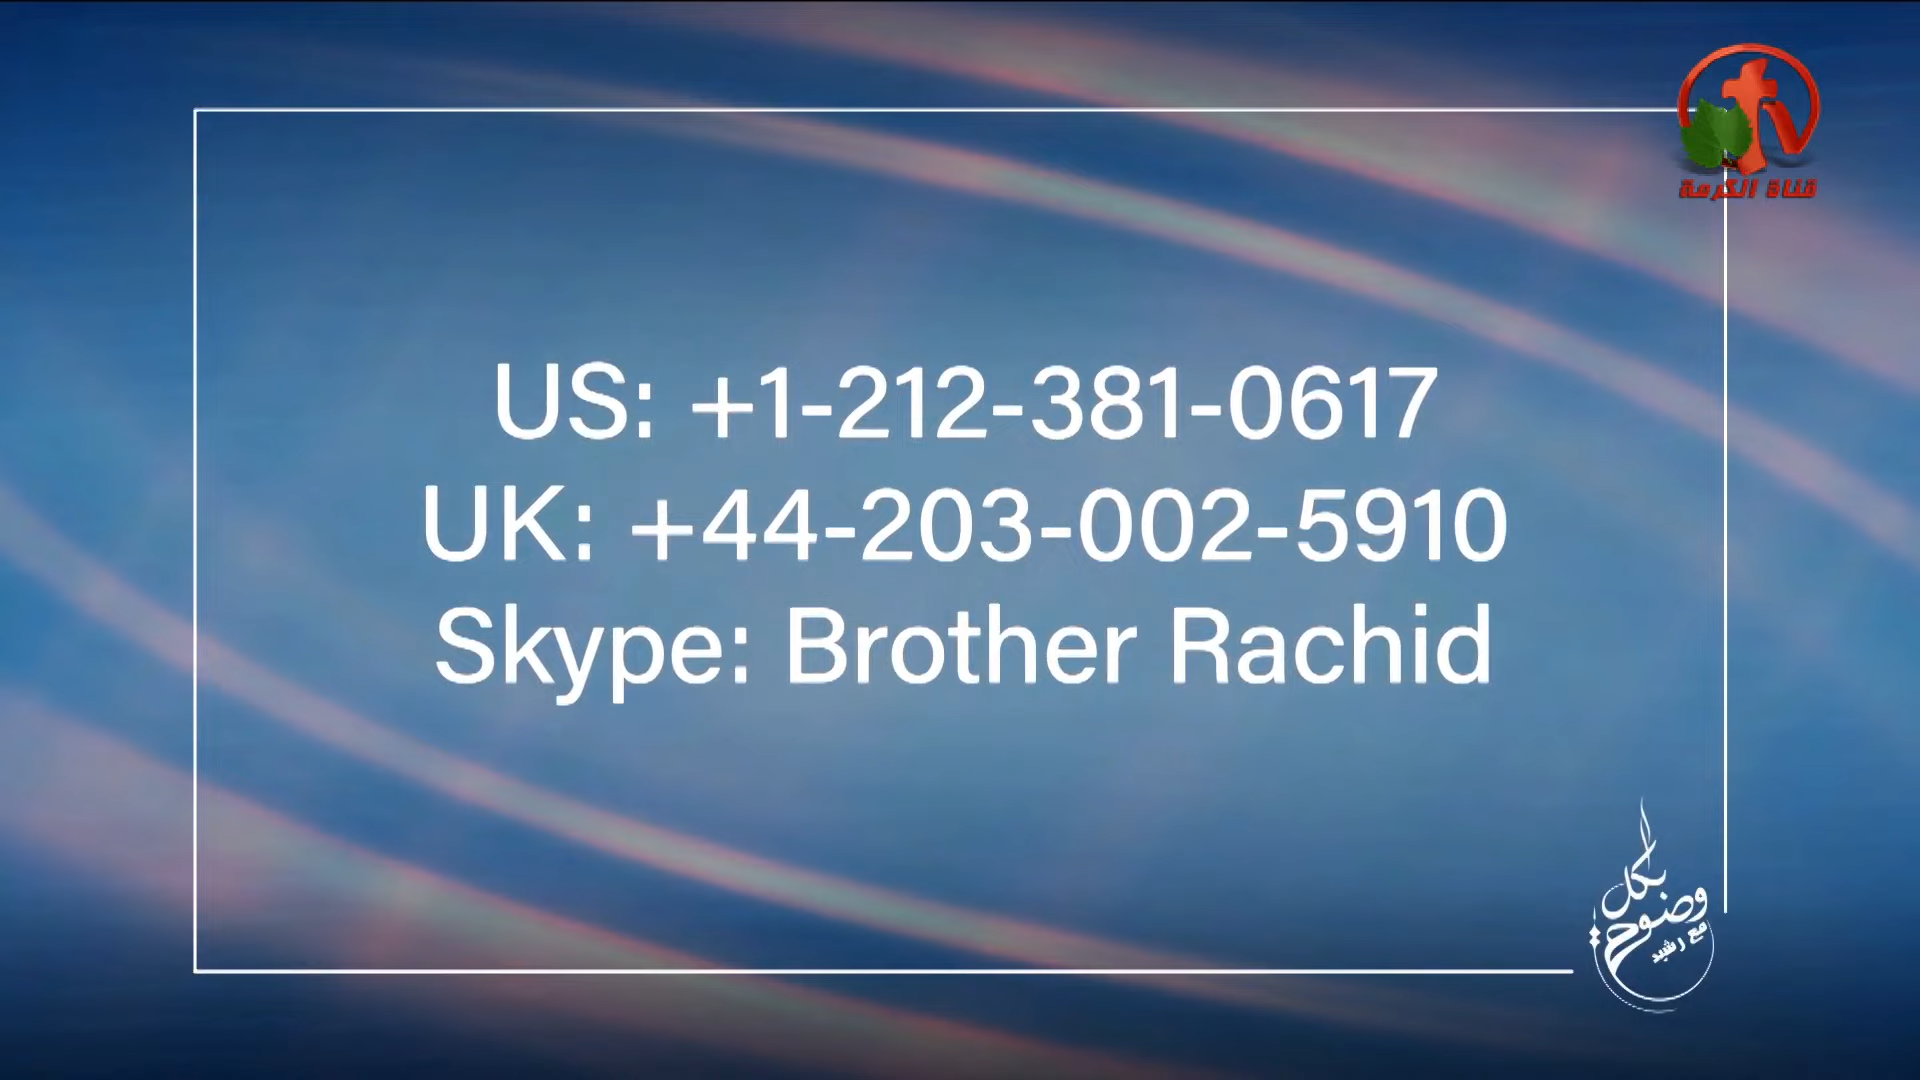 قناة الكرمة
US: +1-212-381-0617
UK: +44-203-002-5910
Skype: Brother Rachid
بكل
وضوح
مع رشيد